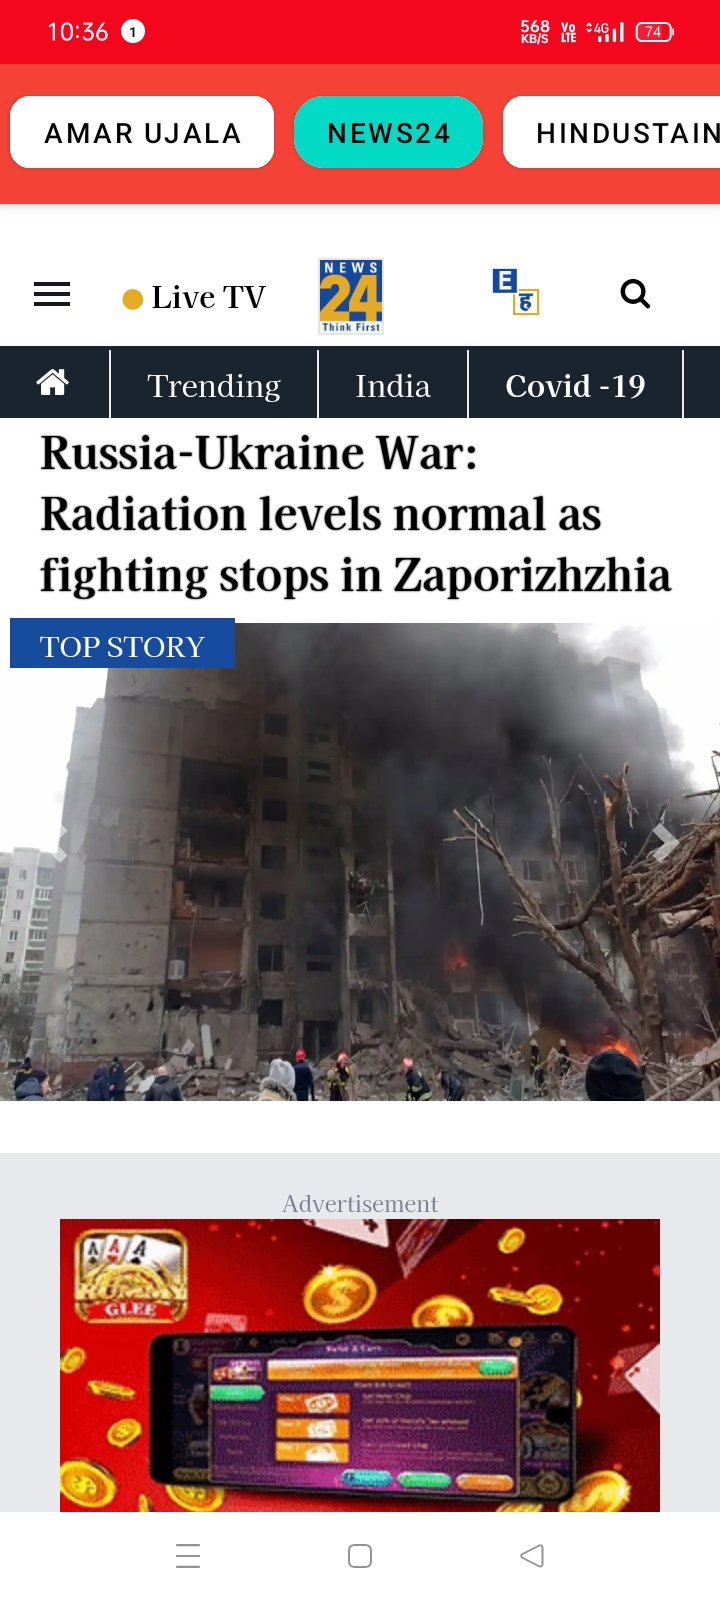 10:36 1 568 KB/S Vo LTE 4G 74
AMAR UJALA NEWS24 HINDUSTAIN
Live TV NEWS 24 Think First E ह
Trending India Covid -19
Russia-Ukraine War:
Radiation levels normal as
fighting stops in Zaporizhzhia
TOP STORY
Advertisement
A A A
RUMMY
GLEE